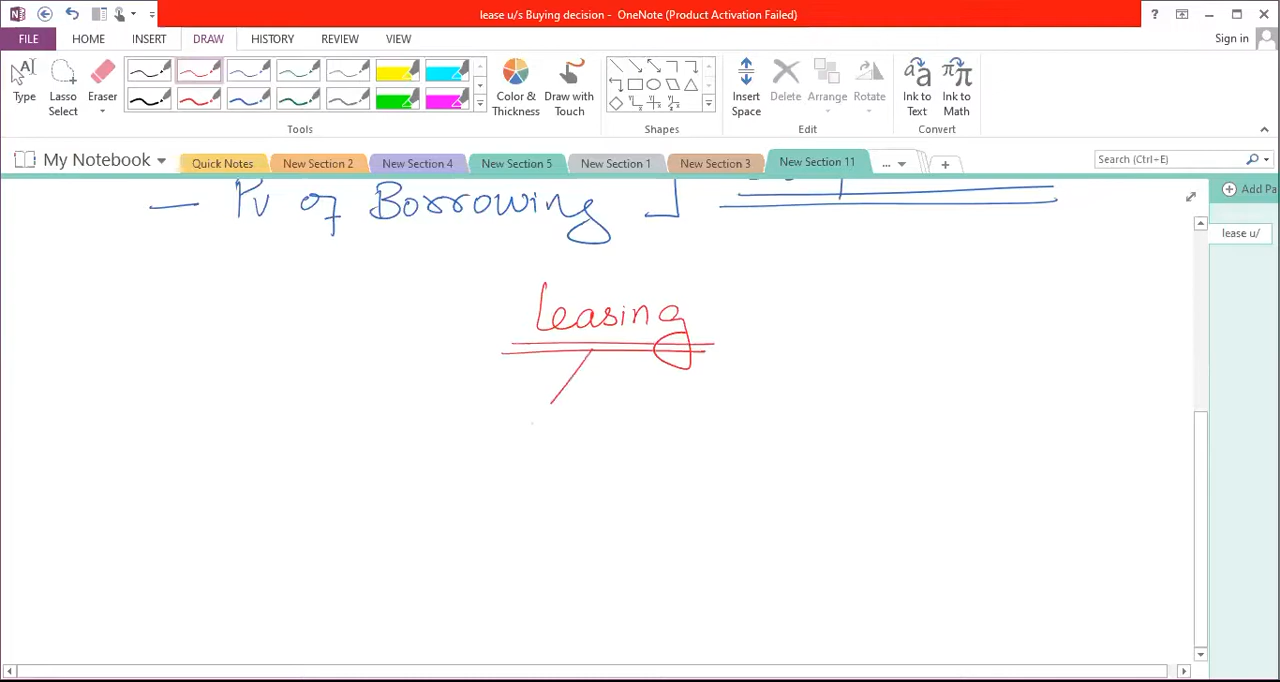 lease u/s Buying decision - OneNote (Product Activation Failed)
?
FILE HOME INSERT DRAW HISTORY REVIEW VIEW
Sign in
Type
Lasso Select
Eraser
Color & Thickness
Draw with Touch
Insert Space
Delete
Arrange
Rotate
Ink to Text
Ink to Math
Tools Shapes Edit Convert
My Notebook Quick Notes New Section 2 New Section 4 New Section 5 New Section 1 New Section 3 New Section 11 ... + Search (Ctrl+E)
Add Pa
lease u/
— Pv of Borrowing ]
Leasing